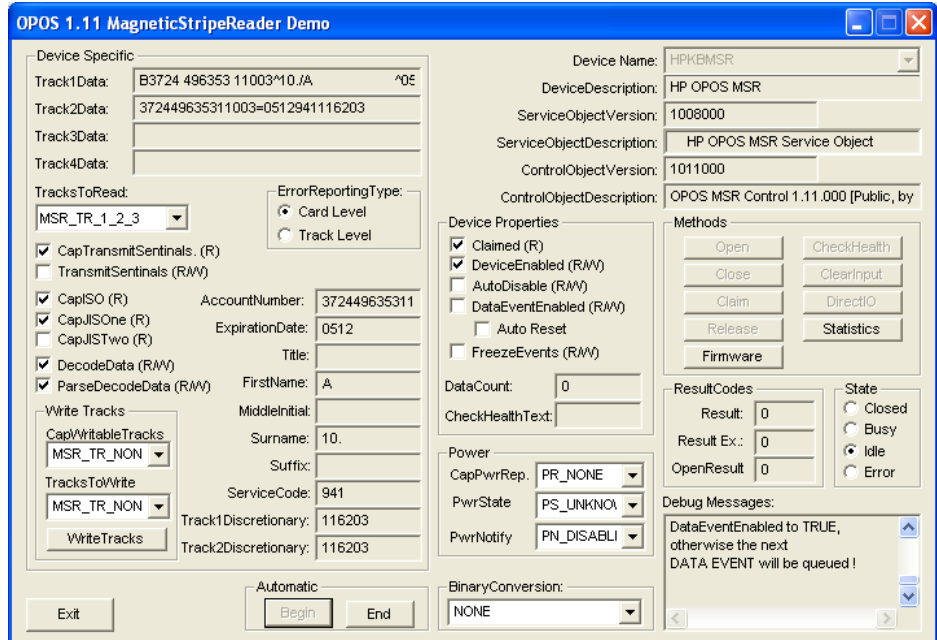 OPOS 1.11 MagneticStripeReader Demo
Device Specific
Track1Data: B3724 496353 11003^10./A ^05
Track2Data: 372449635311003=0512941116203
Track3Data:
Track4Data:
TracksToRead:
MSR_TR_1_2_3
ErrorReportingType:
Card Level
Track Level
CapTransmitSentinals. (R)
TransmitSentinals (R/W)
CapISO (R)
CapJISOne (R)
CapJISTwo (R)
DecodeData (R/W)
ParseDecodeData (R/W)
AccountNumber: 372449635311
ExpirationDate: 0512
Title:
FirstName: A
MiddleInitial:
Surname: 10.
Suffix:
ServiceCode: 941
Track1Discretionary: 116203
Track2Discretionary: 116203
Write Tracks
CapWritableTracks
MSR_TR_NON
TracksToWrite
MSR_TR_NON
WriteTracks
Exit
Automatic
Begin
End
Device Name: HPKBMSR
DeviceDescription: HP OPOS MSR
ServiceObjectVersion: 1008000
ServiceObjectDescription: HP OPOS MSR Service Object
ControlObjectVersion: 1011000
ControlObjectDescription: OPOS MSR Control 1.11.000 [Public, by
Device Properties
Claimed (R)
DeviceEnabled (R/W)
AutoDisable (R/W)
DataEventEnabled (R/W)
Auto Reset
FreezeEvents (R/W)
DataCount: 0
CheckHealthText:
Power
CapPwrRep. PR_NONE
PwrState PS_UNKNO
PwrNotify PN_DISABLI
BinaryConversion:
NONE
Methods
Open
CheckHealth
Close
ClearInput
Claim
DirectIO
Release
Statistics
Firmware
ResultCodes
Result: 0
Result Ex.: 0
OpenResult 0
State
Closed
Busy
Idle
Error
Debug Messages:
DataEventEnabled to TRUE,
otherwise the next
DATA EVENT will be queued !